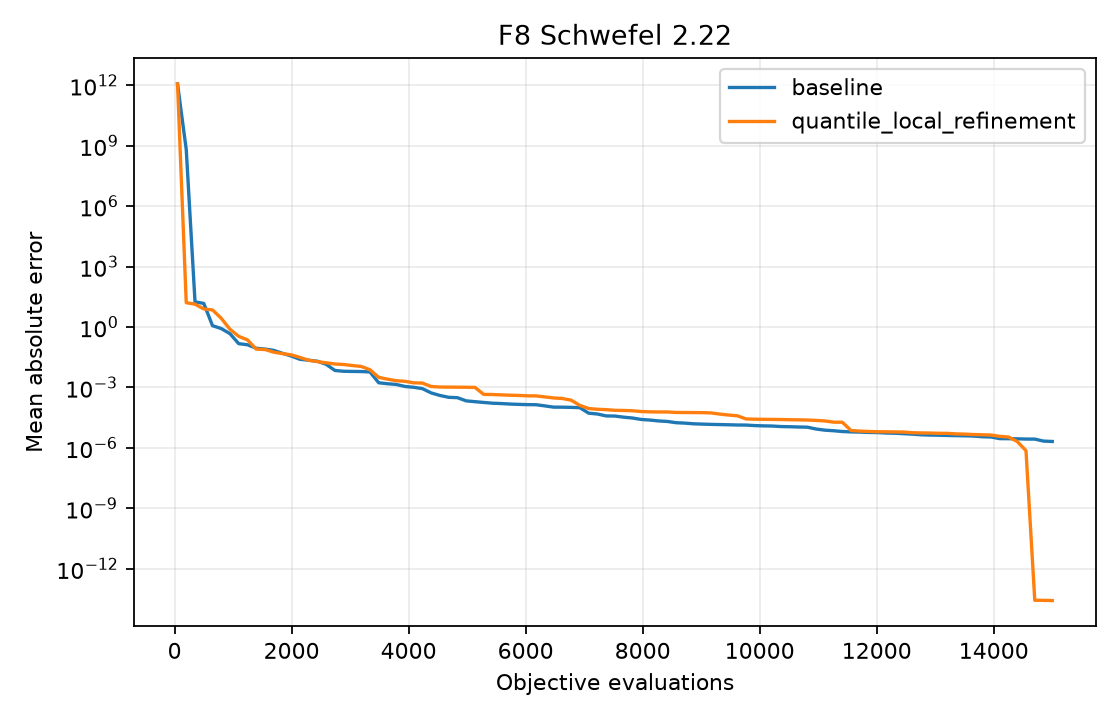 F8 Schwefel 2.22
baseline
quantile_local_refinement
Mean absolute error
10^12
10^9
10^6
10^3
10^0
10^−3
10^−6
10^−9
10^−12
0 2000 4000 6000 8000 10000 12000 14000
Objective evaluations